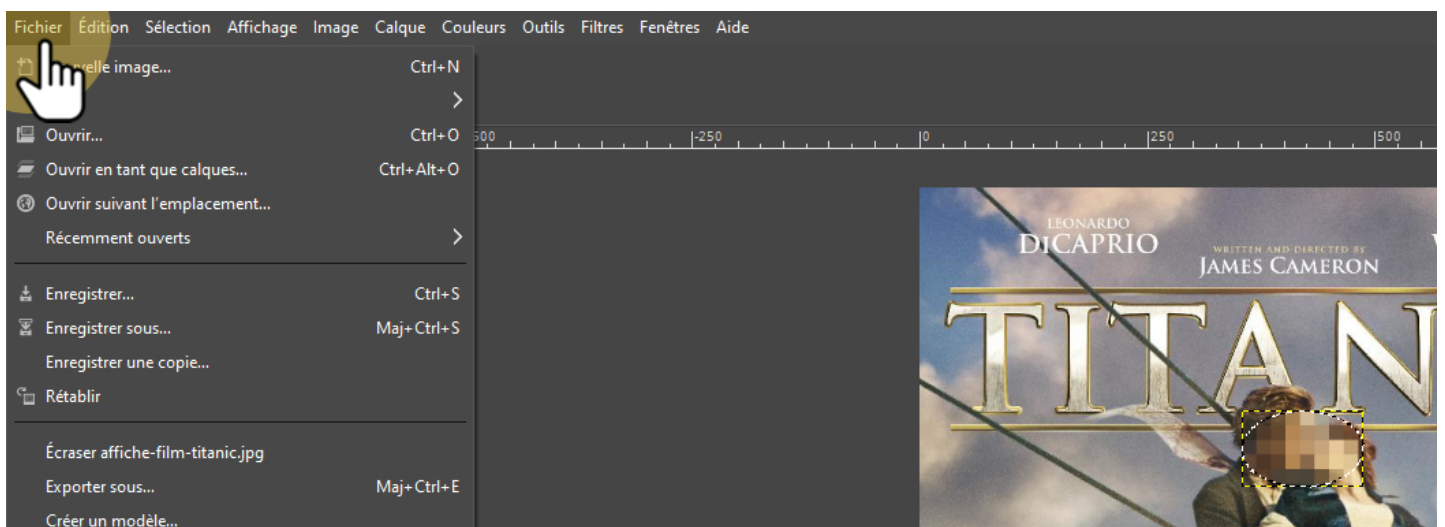 Fichier Édition Sélection Affichage Image Calque Couleurs Outils Filtres Fenêtres Aide
velle image... Ctrl+N
Ouvrir... Ctrl+O
Ouvrir en tant que calques... Ctrl+Alt+O
Ouvrir suivant l'emplacement...
Récemment ouverts
Enregistrer... Ctrl+S
Enregistrer sous... Maj+Ctrl+S
Enregistrer une copie...
Rétablir
Écraser affiche-film-titanic.jpg
Exporter sous... Maj+Ctrl+E
Créer un modèle...
500 -250 0 250 500
LEONARDO
DICAPRIO
WRITTEN AND DIRECTED BY
JAMES CAMERON
TITAN